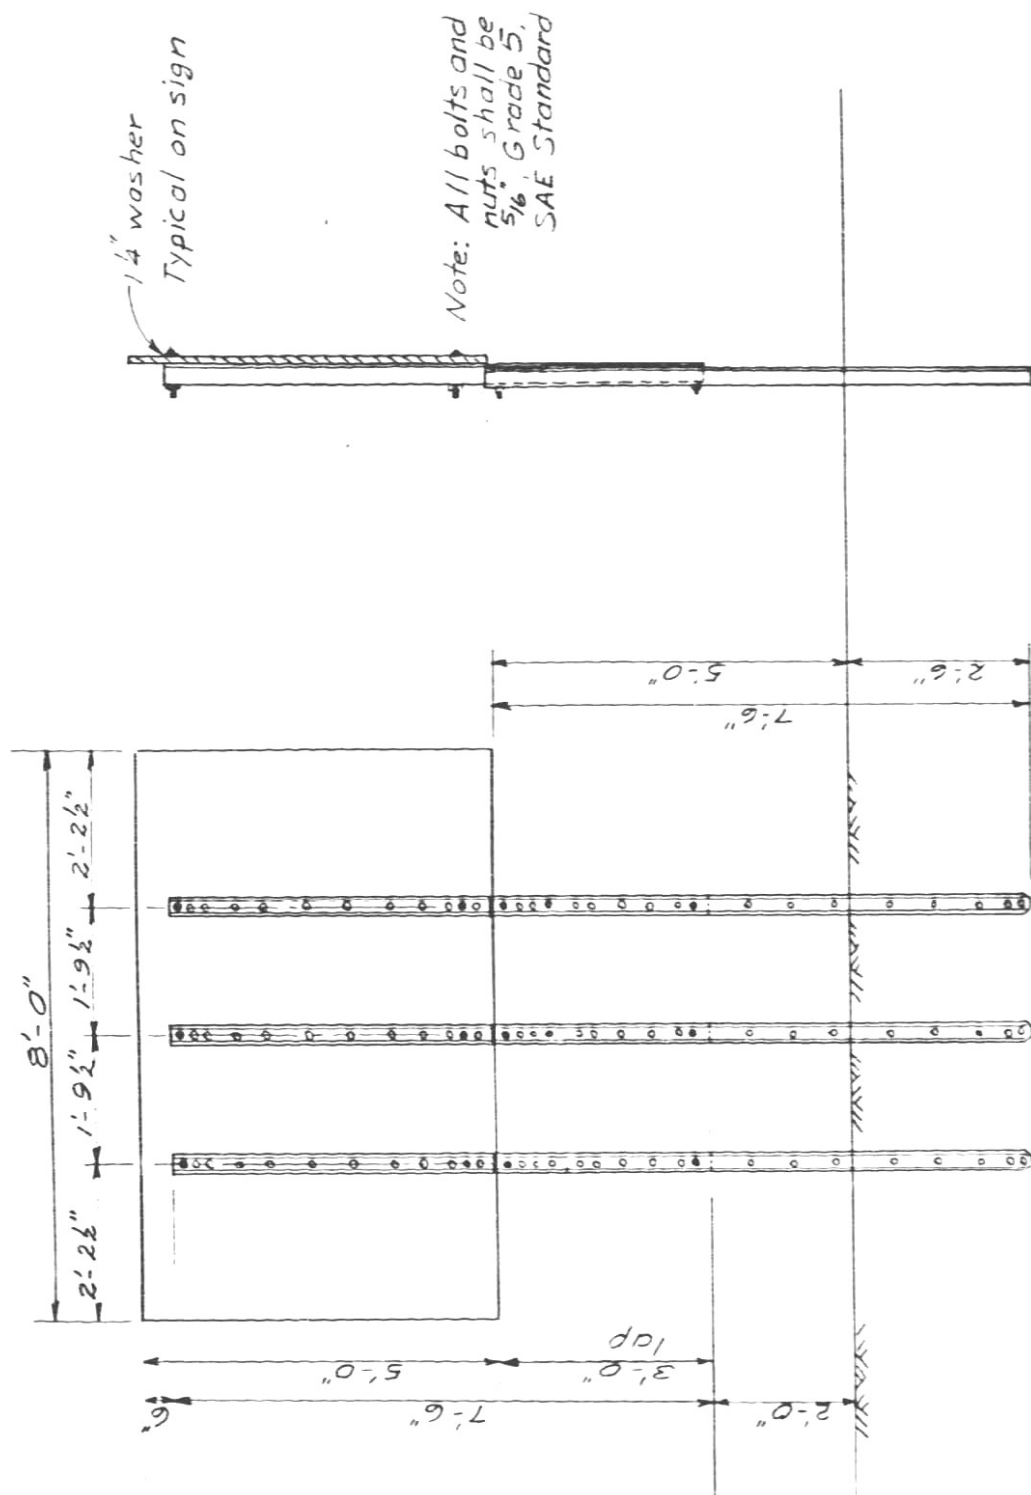 1¼" washer
Typical on sign
Note: All bolts and
nuts shall be
5/16", Grade 5,
SAE Standard
8'-0"
2'-2½"
1'-9½"
1'-9½"
2'-2½"
5'-0"
2'-6"
7'-6"
5'-0"
3'-0"
lap
6"
7'-6"
2'-0"